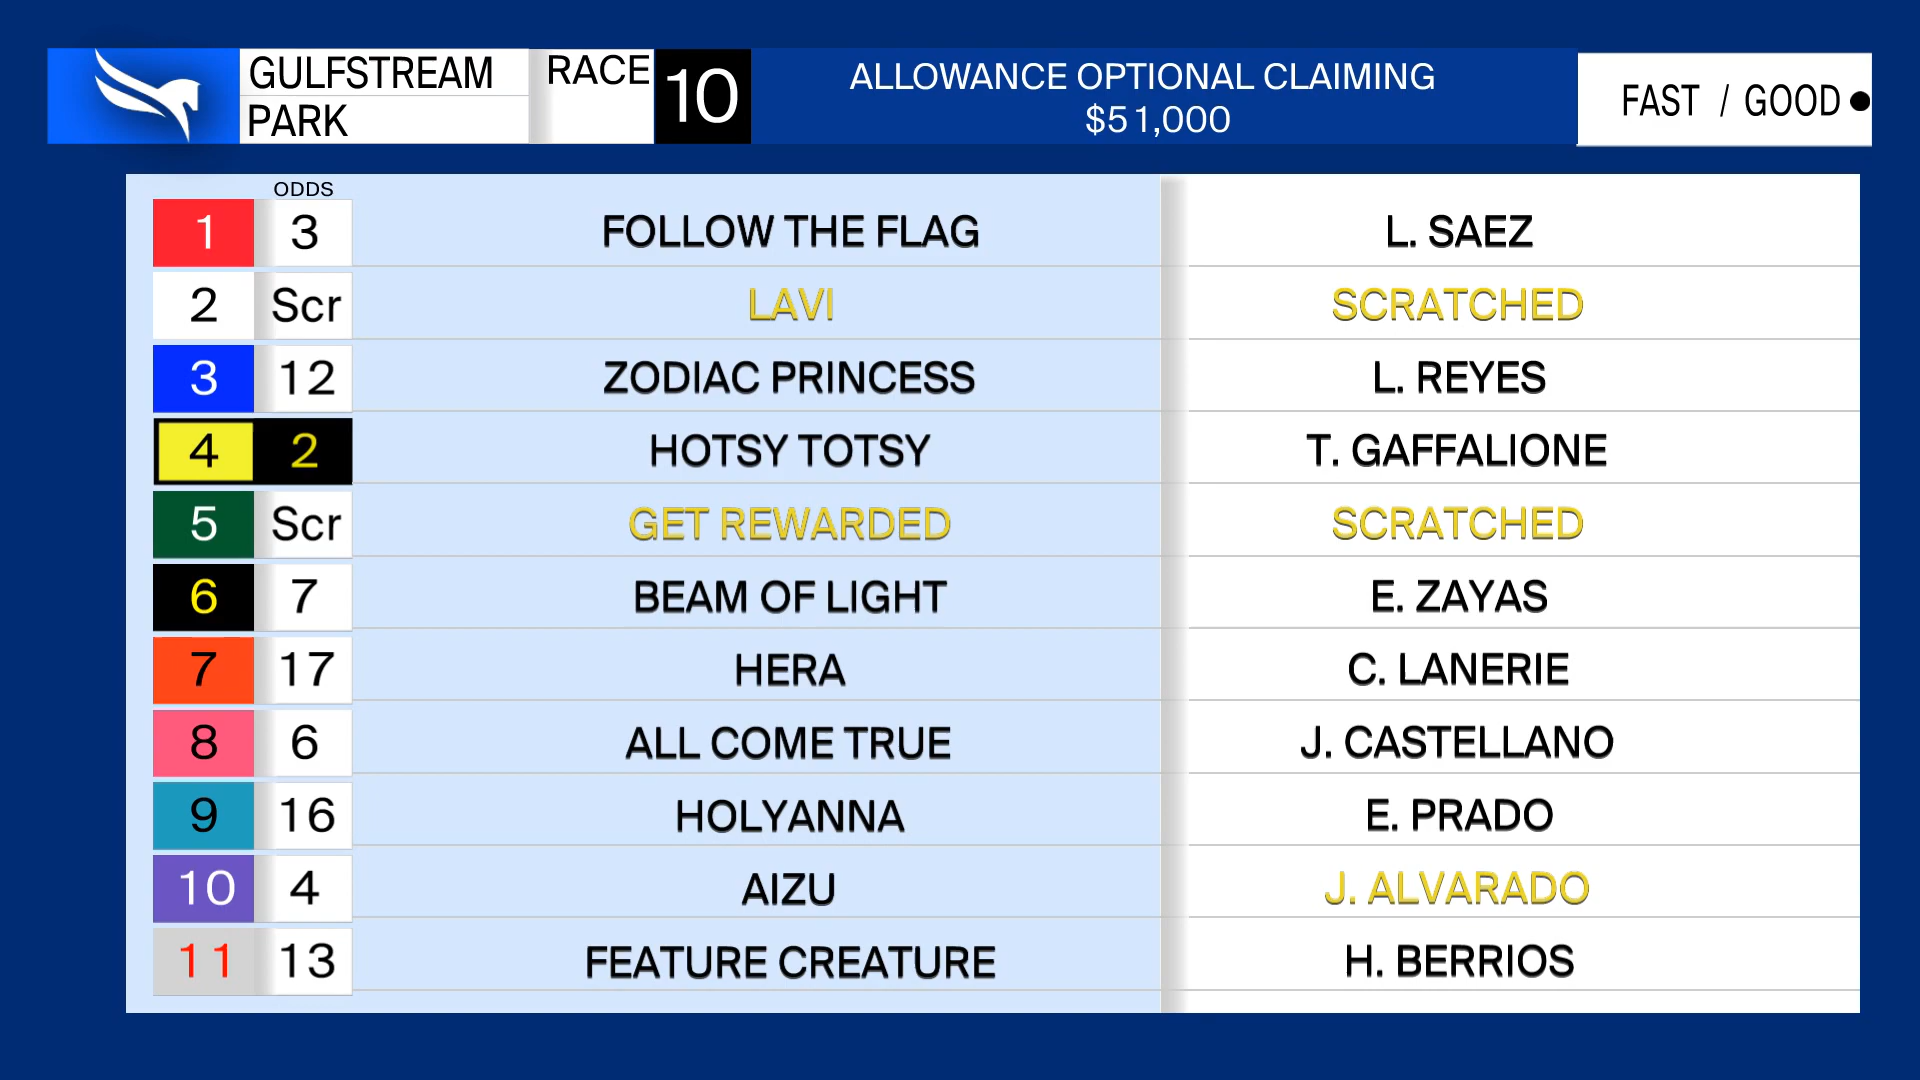 GULFSTREAM
PARK
RACE
10
ALLOWANCE OPTIONAL CLAIMING
$51,000
FAST / GOOD
ODDS
1 3 FOLLOW THE FLAG L. SAEZ
2 Scr LAVI SCRATCHED
3 12 ZODIAC PRINCESS L. REYES
4 2 HOTSY TOTSY T. GAFFALIONE
5 Scr GET REWARDED SCRATCHED
6 7 BEAM OF LIGHT E. ZAYAS
7 17 HERA C. LANERIE
8 6 ALL COME TRUE J. CASTELLANO
9 16 HOLYANNA E. PRADO
10 4 AIZU J. ALVARADO
11 13 FEATURE CREATURE H. BERRIOS